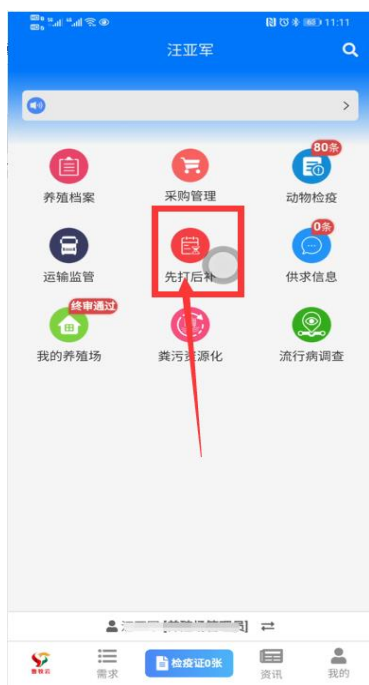 11:11
汪亚军
80条
养殖档案
采购管理
动物检疫
0条
运输监管
先打后补
供求信息
终审通过
我的养殖场
粪污资源化
流行病调查
需求
检疫证0张
资讯
我的